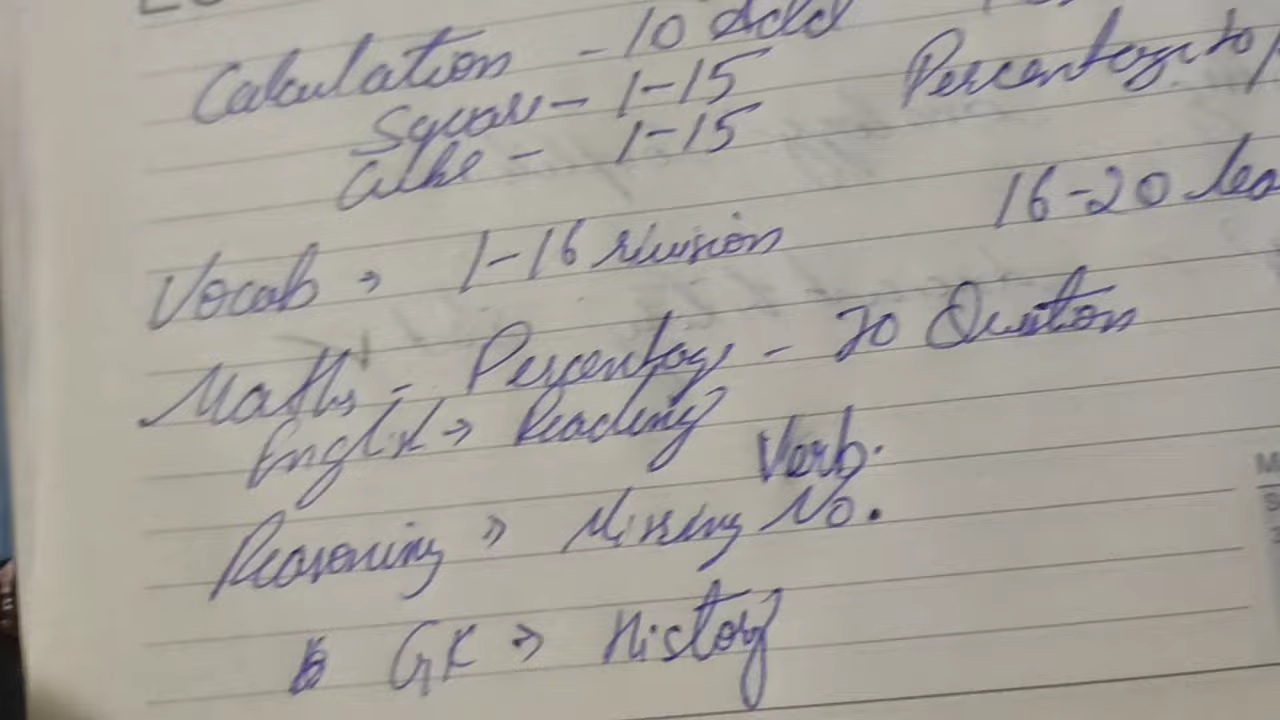 Calculation - 10 Add
Square - 1-15
Cube - 1-15
Percentage to
Vocab → 1-16 revision
16-20
Maths - Percentage - 20 Question
English → Reading
Verb.
Reasoning » Missing No.
GK → History